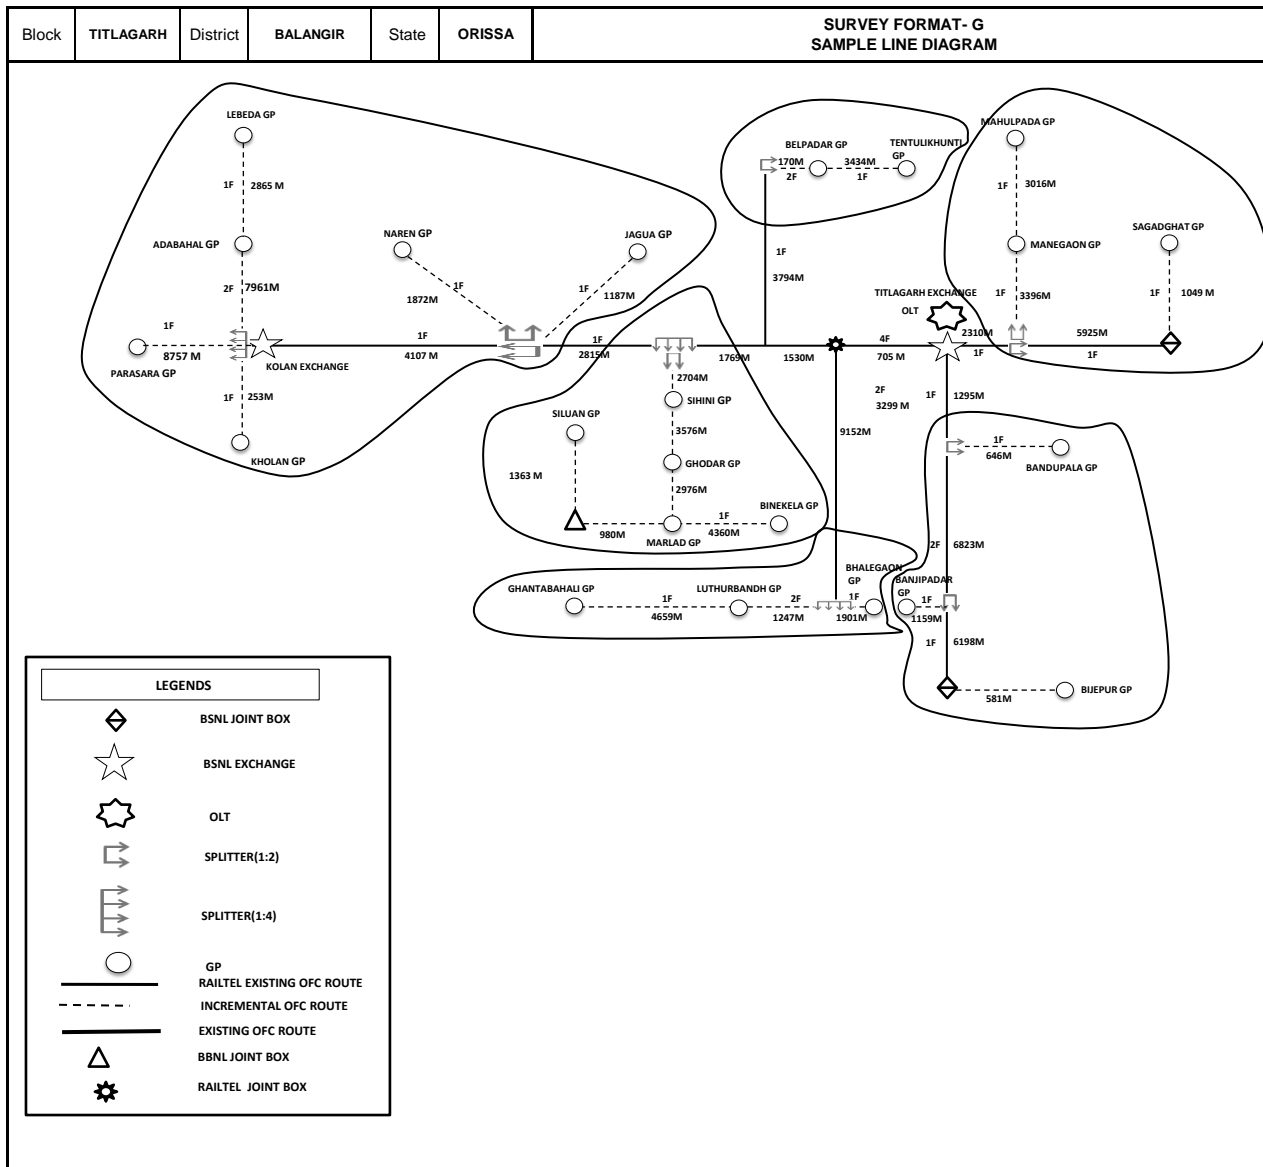 Block TITLAGARH District BALANGIR State ORISSA
SURVEY FORMAT- G
SAMPLE LINE DIAGRAM
LEBEDA GP
1F 2865 M
ADABAHAL GP
2F 7961M
1F
8757 M
PARASARA GP
KOLAN EXCHANGE
1F 253M
KHOLAN GP
NAREN GP
1F
1872M
JAGUA GP
1F
1187M
1F
4107 M
1F
2815M
1769M
1530M
2704M
SIHINI GP
3576M
GHODAR GP
2976M
SILUAN GP
1363 M
980M
MARLAD GP
1F
4360M
BINEKELA GP
BELPADAR GP
TENTULIKHUNTI
GP
170M
2F
3434M
1F
1F
3794M
TITLAGARH EXCHANGE
OLT
4F
705 M
2F
3299 M
9152M
MAHULPADA GP
1F
3016M
MANEGAON GP
1F
3396M
2310M
1F
SAGADGHAT GP
1F 1049 M
5925M
1F
1F 1295M
1F
646M
BANDUPALA GP
2F 6823M
BANJIPADAR
GP
1F
1159M
1F 6198M
581M
BIJEPUR GP
GHANTABAHALI GP
1F
4659M
LUTHURBANDH GP
2F
1247M
BHALEGAON
GP
1F
1901M
LEGENDS
BSNL JOINT BOX
BSNL EXCHANGE
OLT
SPLITTER(1:2)
SPLITTER(1:4)
GP
RAILTEL EXISTING OFC ROUTE
INCREMENTAL OFC ROUTE
EXISTING OFC ROUTE
BBNL JOINT BOX
RAILTEL JOINT BOX